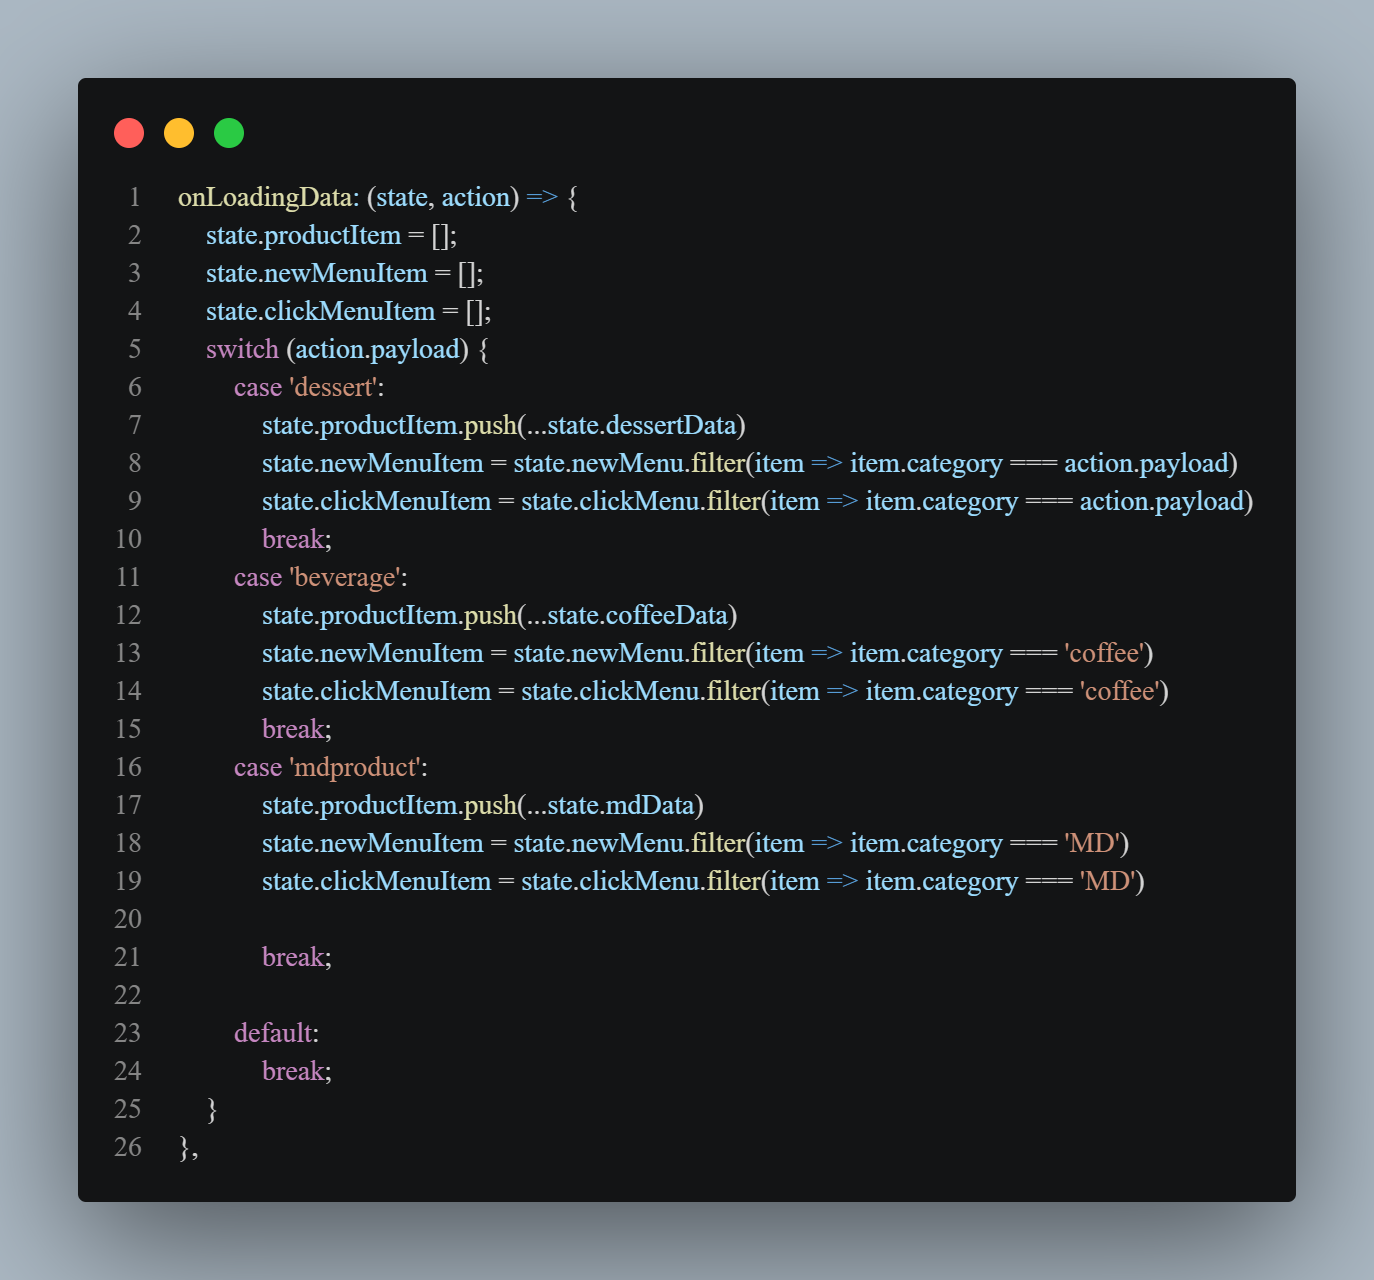 1 onLoadingData: (state, action) => {
2 state.productItem = [];
3 state.newMenuItem = [];
4 state.clickMenuItem = [];
5 switch (action.payload) {
6 case 'dessert':
7 state.productItem.push(...state.dessertData)
8 state.newMenuItem = state.newMenu.filter(item => item.category === action.payload)
9 state.clickMenuItem = state.clickMenu.filter(item => item.category === action.payload)
10 break;
11 case 'beverage':
12 state.productItem.push(...state.coffeeData)
13 state.newMenuItem = state.newMenu.filter(item => item.category === 'coffee')
14 state.clickMenuItem = state.clickMenu.filter(item => item.category === 'coffee')
15 break;
16 case 'mdproduct':
17 state.productItem.push(...state.mdData)
18 state.newMenuItem = state.newMenu.filter(item => item.category === 'MD')
19 state.clickMenuItem = state.clickMenu.filter(item => item.category === 'MD')
20
21 break;
22
23 default:
24 break;
25 }
26 },